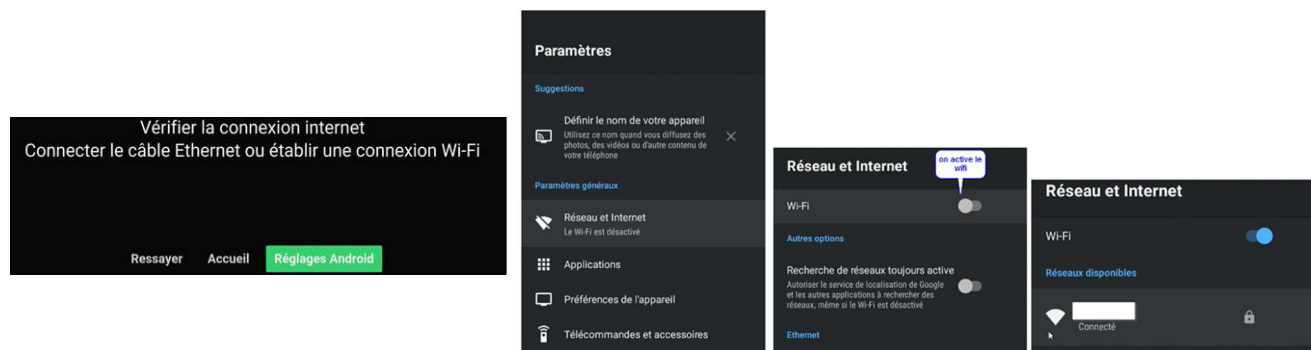 Vérifier la connexion internet
Connecter le câble Ethernet ou établir une connexion Wi-Fi
Ressayer Accueil Réglages Android
Paramètres
Suggestions
Définir le nom de votre appareil
Utilisez ce nom quand vous diffusez des
photos, des vidéos ou d'autre contenu de
votre téléphone
Paramètres généraux
Réseau et Internet
Le Wi-Fi est désactivé
Applications
Préférences de l'appareil
Télécommandes et accessoires
Réseau et Internet
on active le
wifi
Wi-Fi
Autres options
Recherche de réseaux toujours active
Autoriser le service de localisation de Google
et les autres applications à rechercher des
réseaux, même si le Wi-Fi est désactivé
Ethernet
Réseau et Internet
Wi-Fi
Réseaux disponibles
Connecté